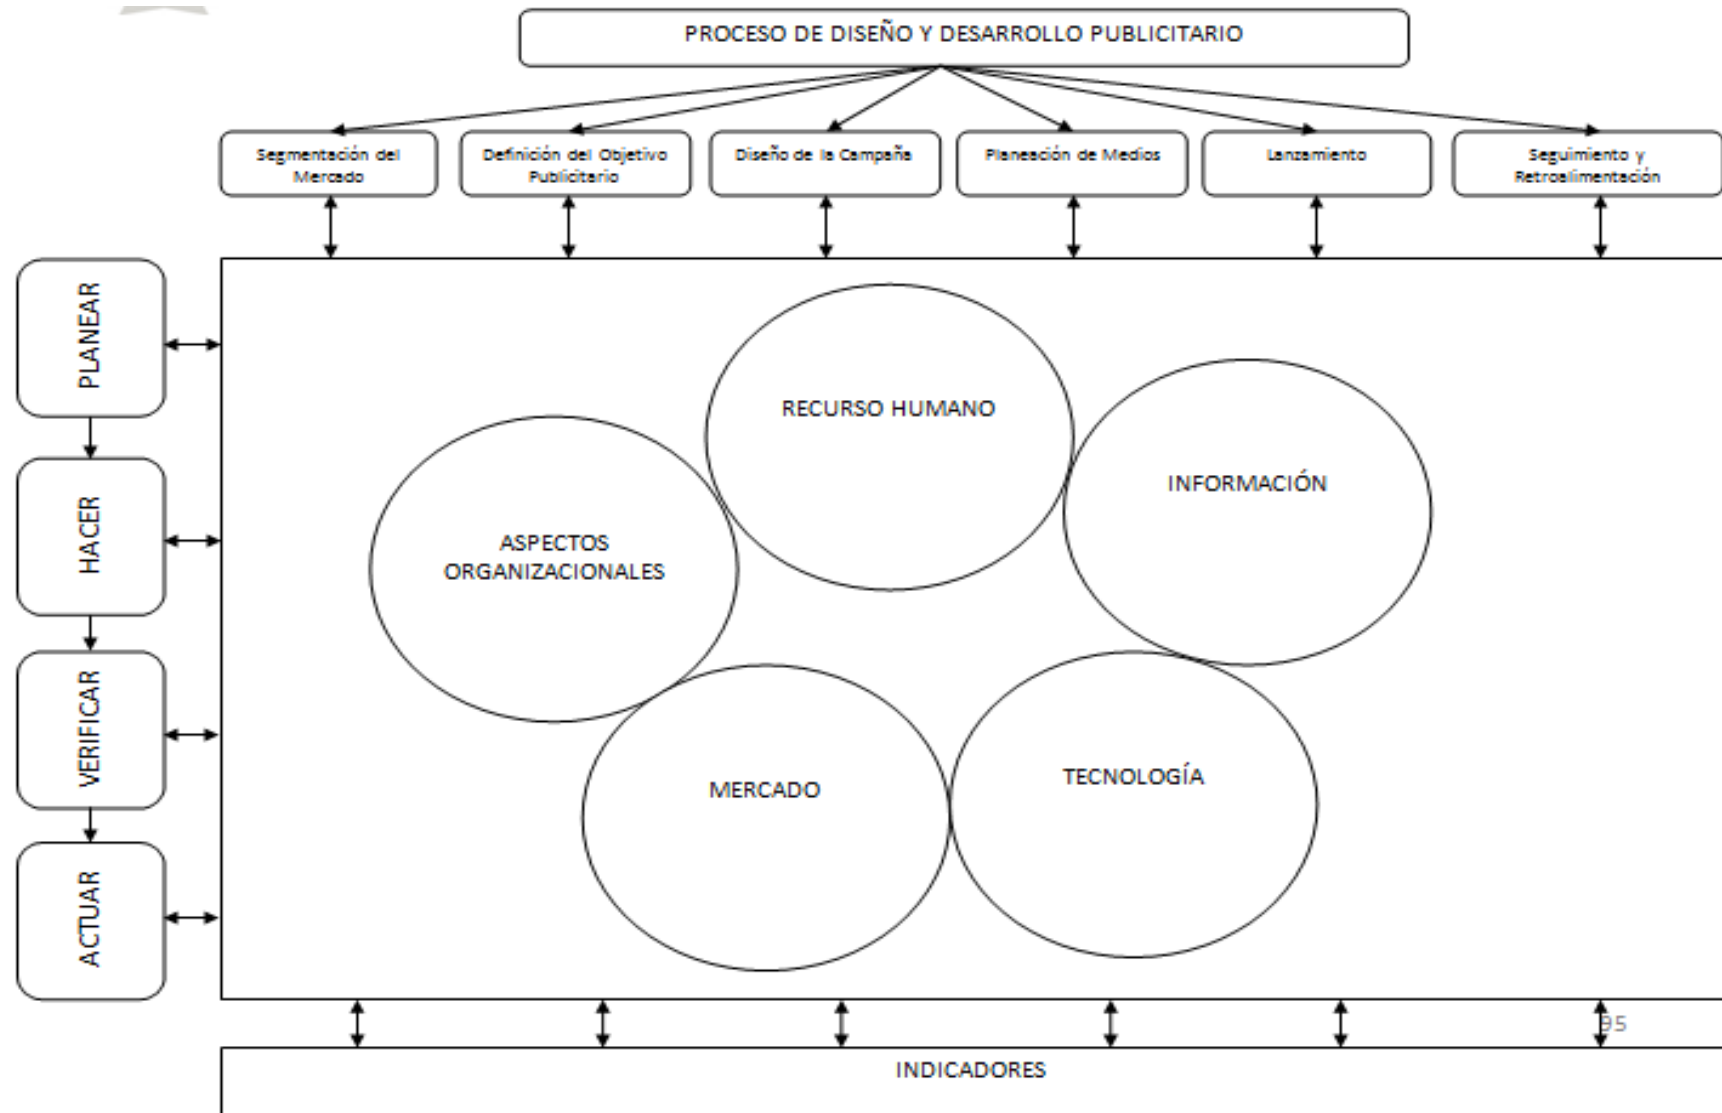 PROCESO DE DISEÑO Y DESARROLLO PUBLICITARIO
Segmentación del
Mercado
Definición del Objetivo
Publicitario
Diseño de la Campaña
Planeación de Medios
Lanzamiento
Seguimiento y
Retroalimentación
PLANEAR
HACER
VERIFICAR
ACTUAR
RECURSO HUMANO
INFORMACIÓN
ASPECTOS
ORGANIZACIONALES
MERCADO
TECNOLOGÍA
95
INDICADORES